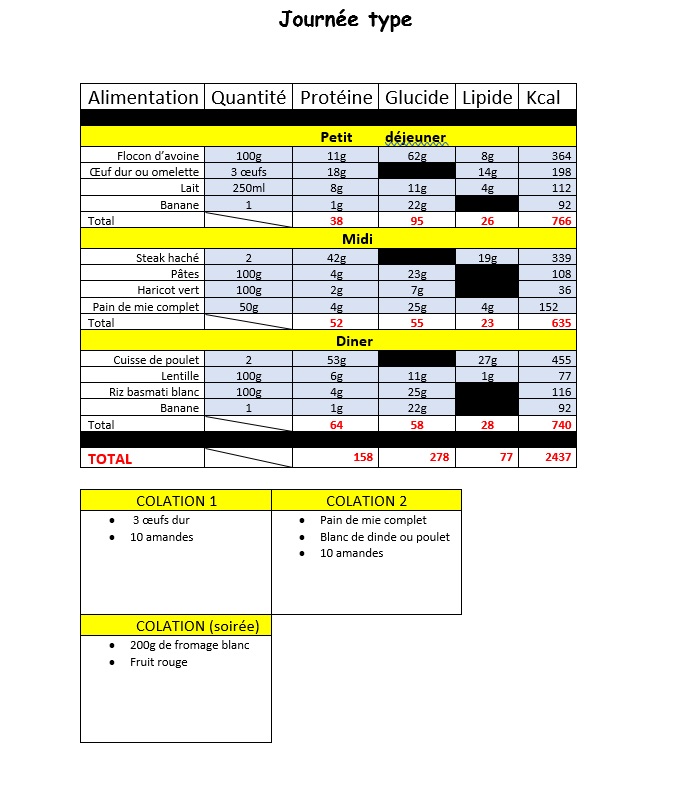 Journée type
Alimentation Quantité Protéine Glucide Lipide Kcal
Petit déjeuner
Flocon d'avoine 100g 11g 62g 8g 364
Œuf dur ou omelette 3 œufs 18g 14g 198
Lait 250ml 8g 11g 4g 112
Banane 1 1g 22g 92
Total 38 95 26 766
Midi
Steak haché 2 42g 19g 339
Pâtes 100g 4g 23g 108
Haricot vert 100g 2g 7g 36
Pain de mie complet 50g 4g 25g 4g 152
Total 52 55 23 635
Diner
Cuisse de poulet 2 53g 27g 455
Lentille 100g 6g 11g 1g 77
Riz basmati blanc 100g 4g 25g 116
Banane 1 1g 22g 92
Total 64 58 28 740
TOTAL 158 278 77 2437
COLATION 1
• 3 œufs dur
• 10 amandes
COLATION 2
• Pain de mie complet
• Blanc de dinde ou poulet
• 10 amandes
COLATION (soirée)
• 200g de fromage blanc
• Fruit rouge